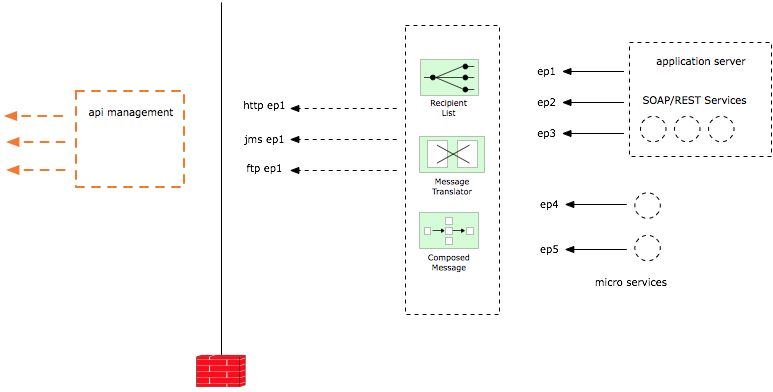 api management
http ep1
jms ep1
ftp ep1
Recipient
List
Message
Translator
Composed
Message
ep1
ep2
ep3
ep4
ep5
application server
SOAP/REST Services
micro services